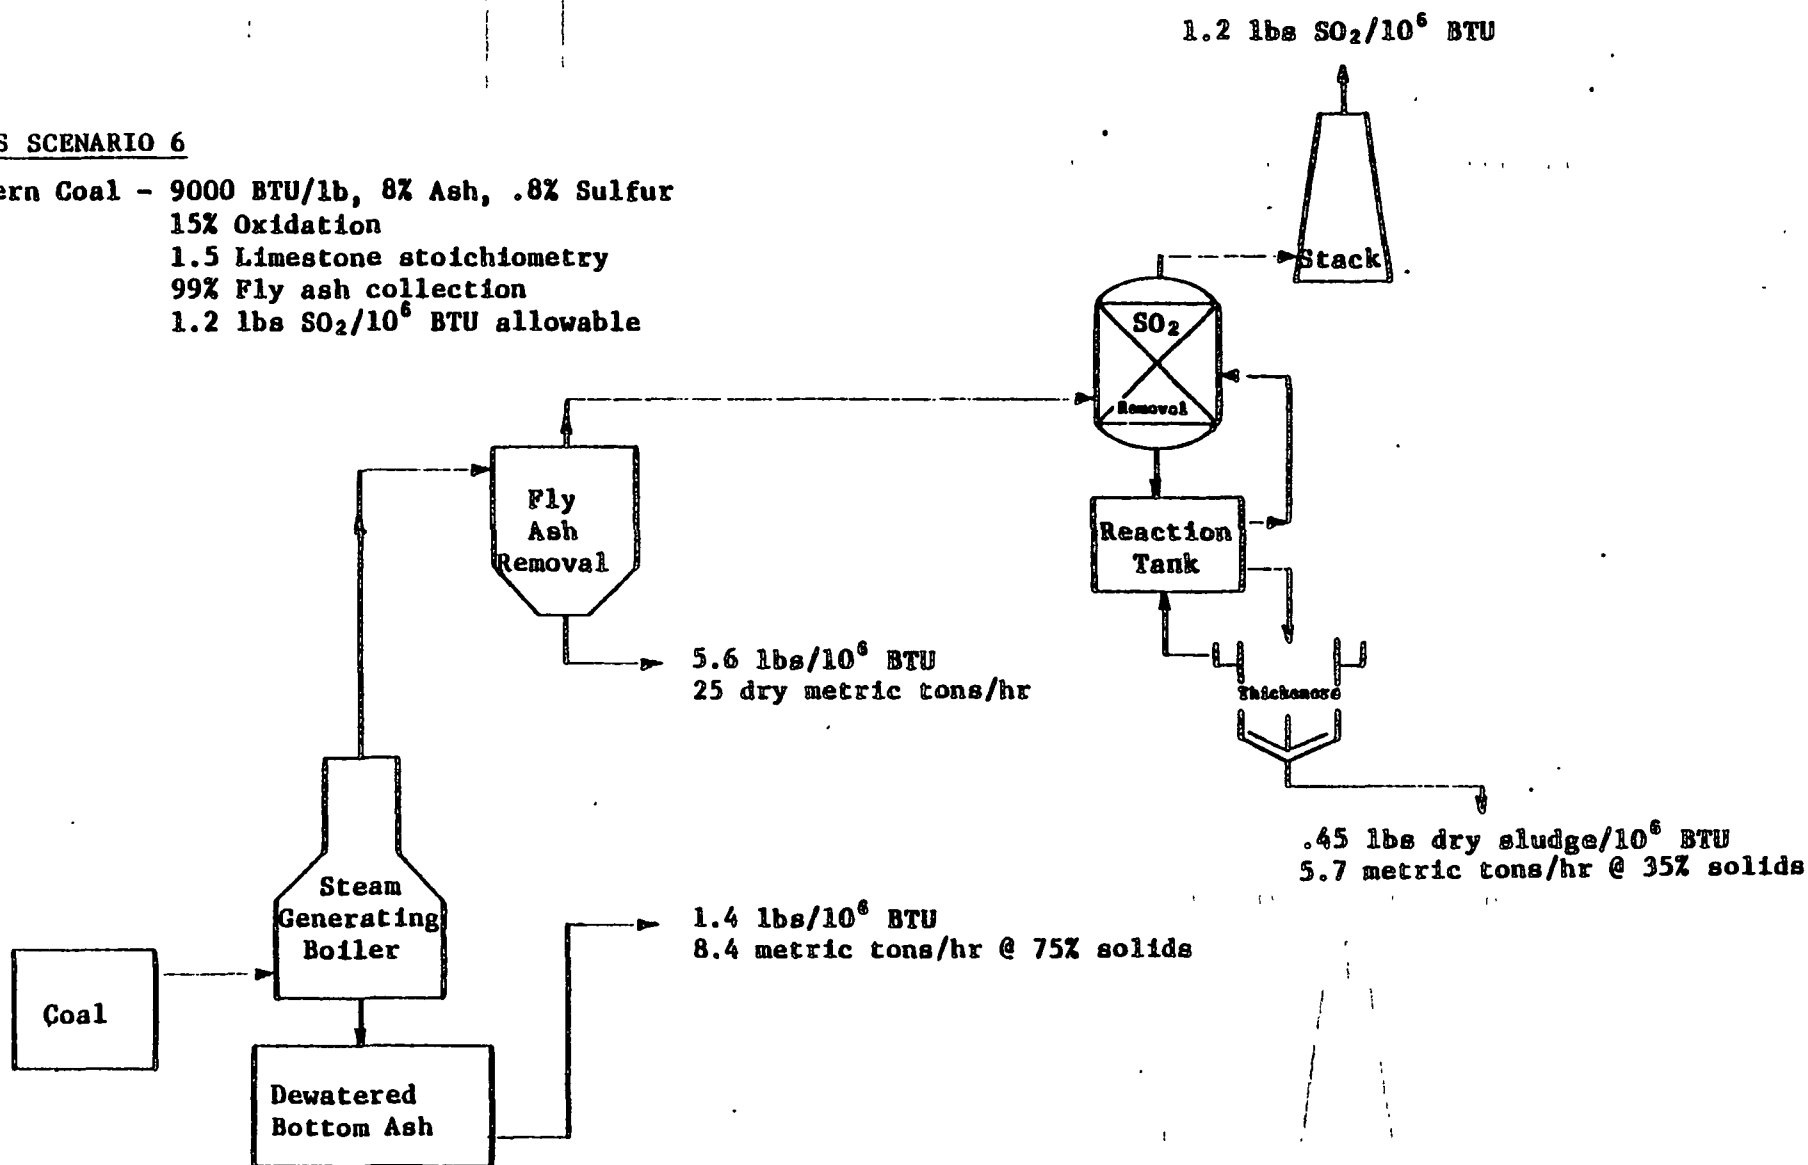 1.2 lbs SO₂/10⁶ BTU
S SCENARIO 6
ern Coal - 9000 BTU/lb, 8% Ash, .8% Sulfur
15% Oxidation
1.5 Limestone stoichiometry
99% Fly ash collection
1.2 lbs SO₂/10⁶ BTU allowable
Stack
SO₂
Removal
Fly
Ash
Removal
Reaction
Tank
5.6 lbs/10⁶ BTU
25 dry metric tons/hr
.45 lbs dry sludge/10⁶ BTU
5.7 metric tons/hr @ 35% solids
Steam
Generating
Boiler
1.4 lbs/10⁶ BTU
8.4 metric tons/hr @ 75% solids
Coal
Dewatered
Bottom Ash